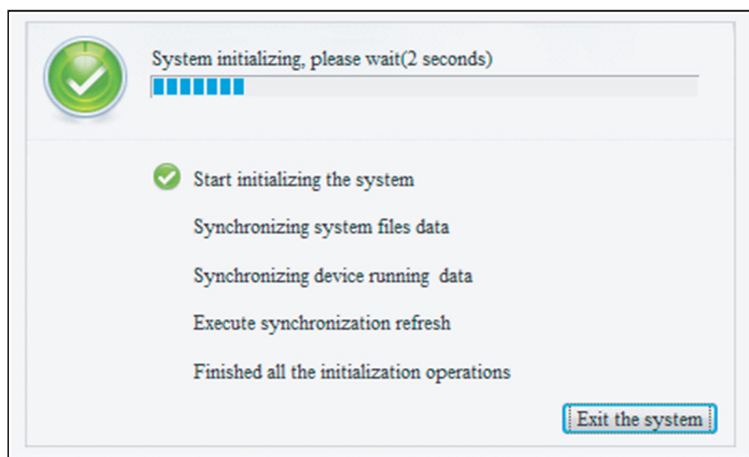 System initializing, please wait(2 seconds)
Start initializing the system
Synchronizing system files data
Synchronizing device running data
Execute synchronization refresh
Finished all the initialization operations
Exit the system